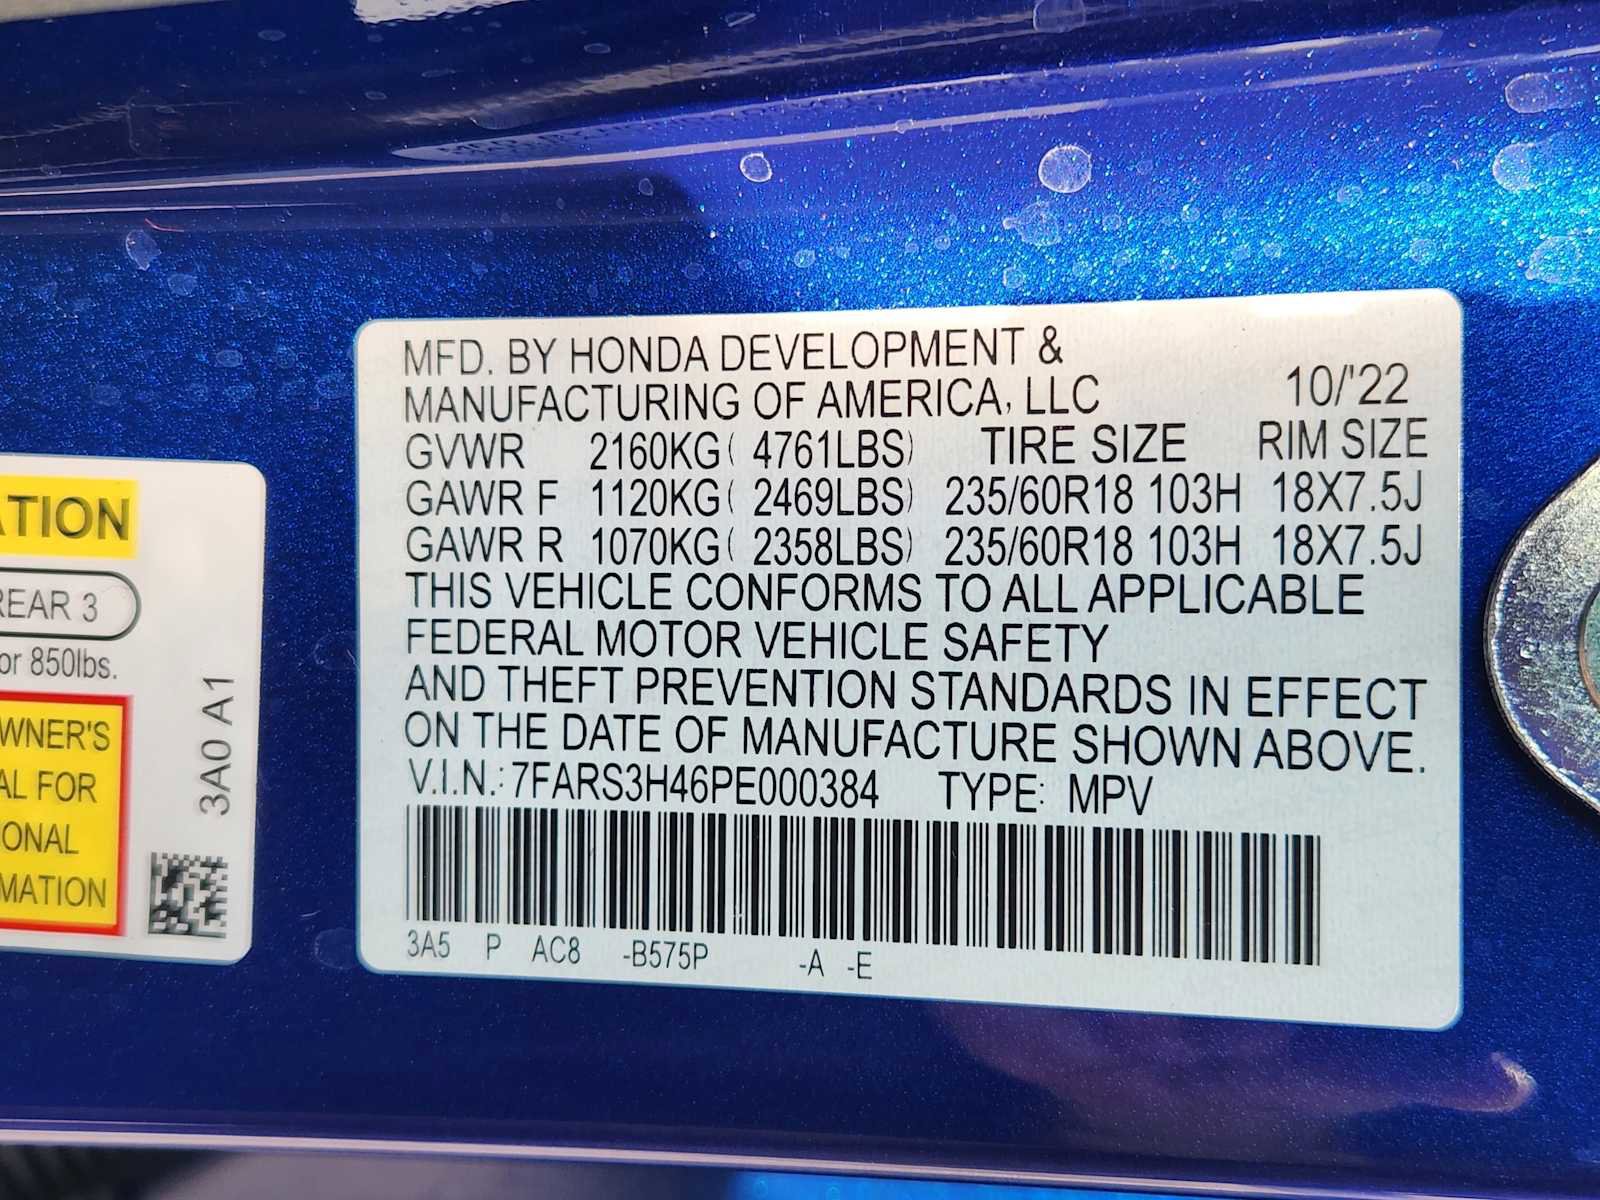 MFD. BY HONDA DEVELOPMENT &
MANUFACTURING OF AMERICA, LLC 10/'22
GVWR 2160KG( 4761LBS) TIRE SIZE RIM SIZE
GAWR F 1120KG( 2469LBS) 235/60R18 103H 18X7.5J
GAWR R 1070KG( 2358LBS) 235/60R18 103H 18X7.5J
THIS VEHICLE CONFORMS TO ALL APPLICABLE
FEDERAL MOTOR VEHICLE SAFETY
AND THEFT PREVENTION STANDARDS IN EFFECT
ON THE DATE OF MANUFACTURE SHOWN ABOVE.
V.I.N.: 7FARS3H46PE000384 TYPE: MPV
3A5 P AC8 -B575P -A -E
ATION
REAR 3
or 850lbs.
WNER'S
AL FOR
IONAL
MATION
3A0 A1